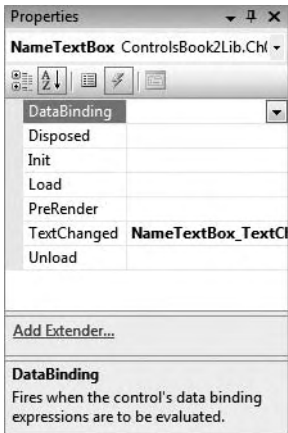 Properties
NameTextBox ControlsBook2Lib.Ch(
DataBinding
Disposed
Init
Load
PreRender
TextChanged NameTextBox_TextCl
Unload
Add Extender...
DataBinding
Fires when the control's data binding
expressions are to be evaluated.